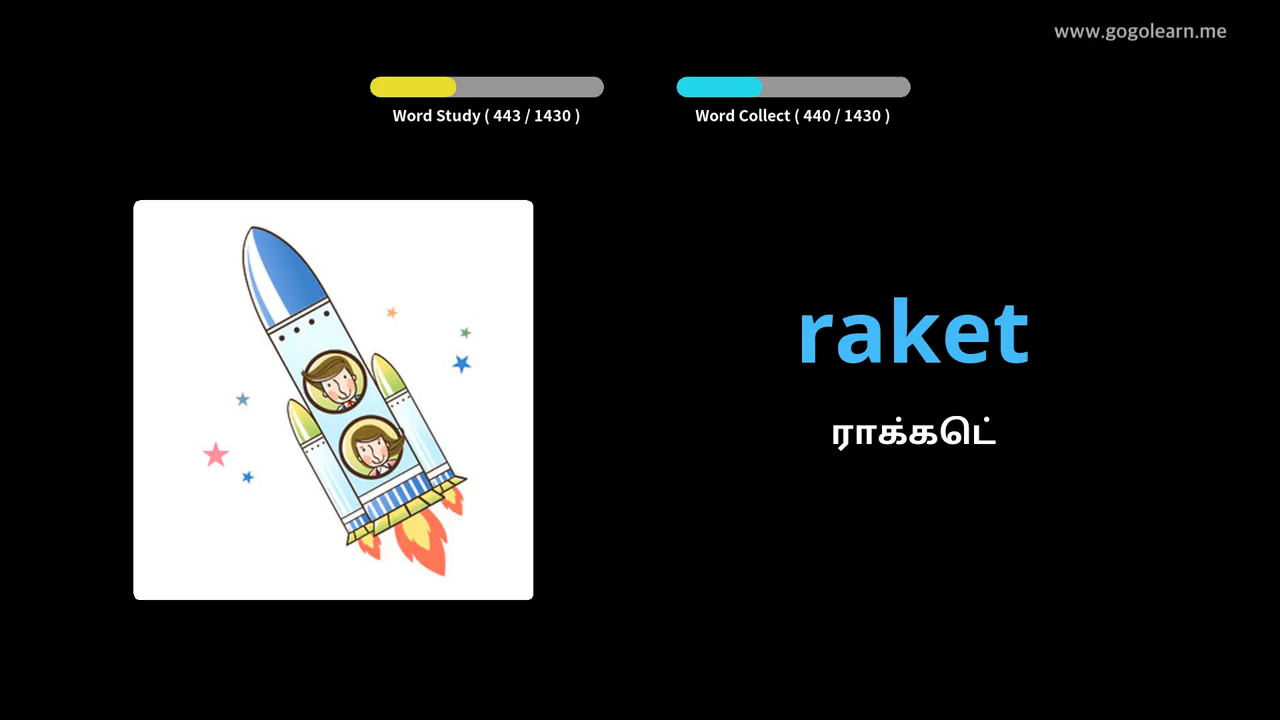 www.gogolearn.me
Word Study ( 443 / 1430 )
Word Collect ( 440 / 1430 )
raket
ராக்கெட்